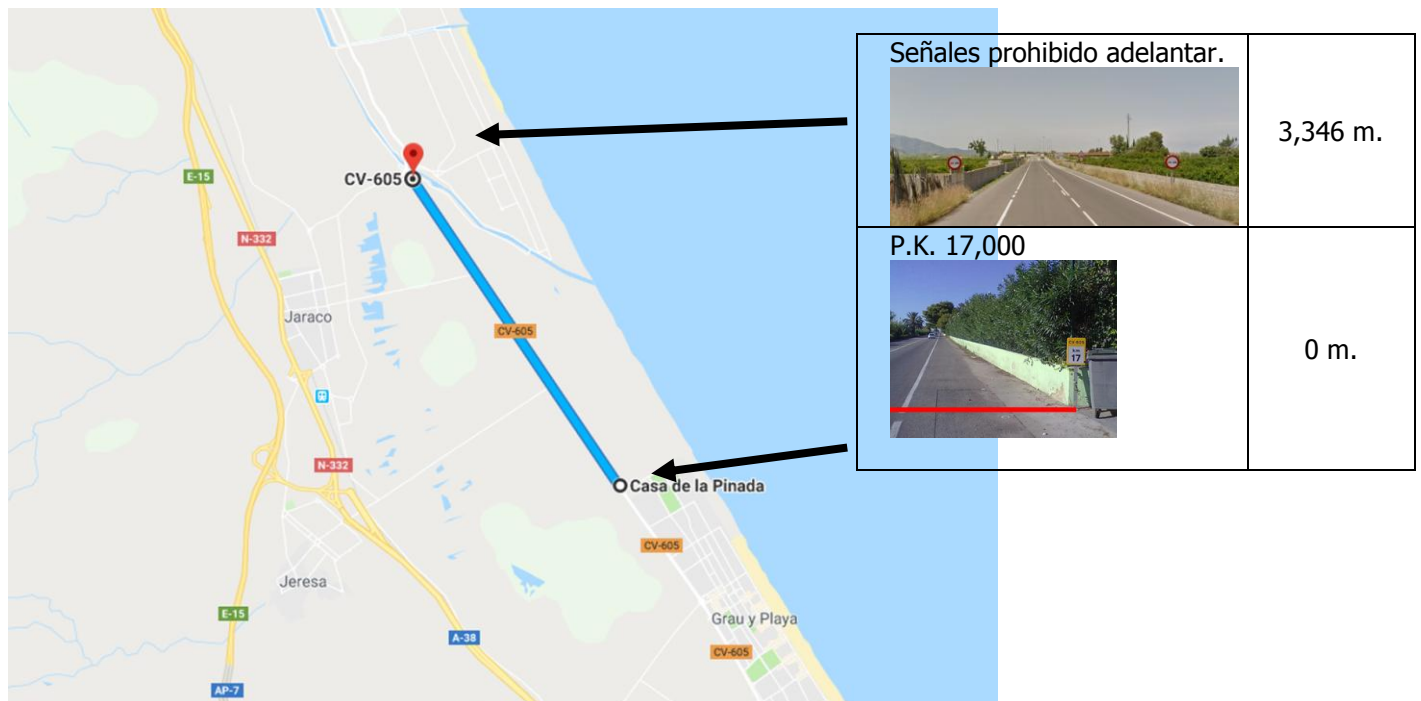 Señales prohibido adelantar.
3,346 m.
P.K. 17,000
km
17
0 m.
CV-605
E-15
N-332
Jaraco
CV-605
N-332
Casa de la Pinada
CV-605
Jeresa
E-15
Grau y Playa
A-38
CV-605
AP-7